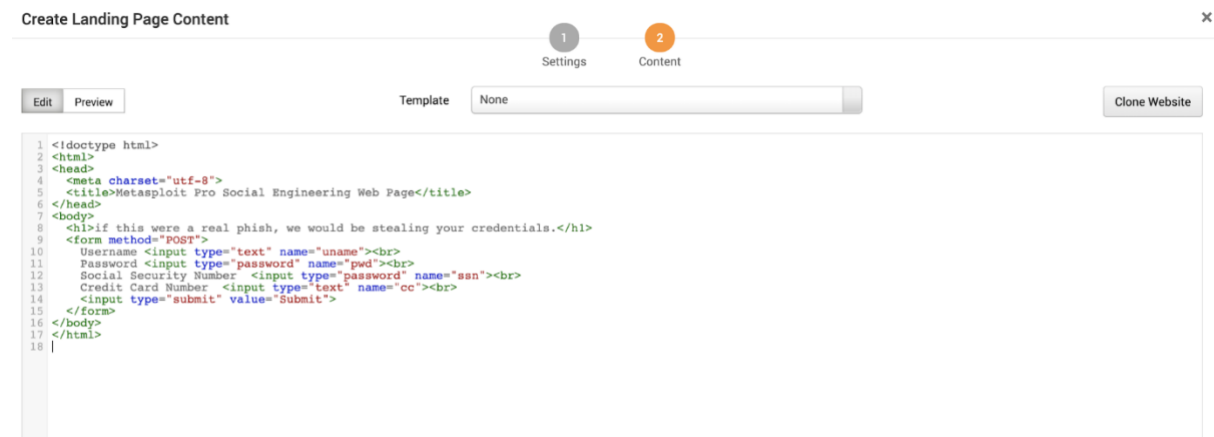 Create Landing Page Content
×
1
2
Settings
Content
Edit
Preview
Template
None
Clone Website
1 <!doctype html>
2 <html>
3 <head>
4   <meta charset="utf-8">
5   <title>Metasploit Pro Social Engineering Web Page</title>
6 </head>
7 <body>
8   <h1>if this were a real phish, we would be stealing your credentials.</h1>
9   <form method="POST">
10     Username <input type="text" name="uname"><br>
11     Password <input type="password" name="pwd"><br>
12     Social Security Number  <input type="password" name="ssn"><br>
13     Credit Card Number  <input type="text" name="cc"><br>
14     <input type="submit" value="Submit">
15   </form>
16 </body>
17 </html>
18